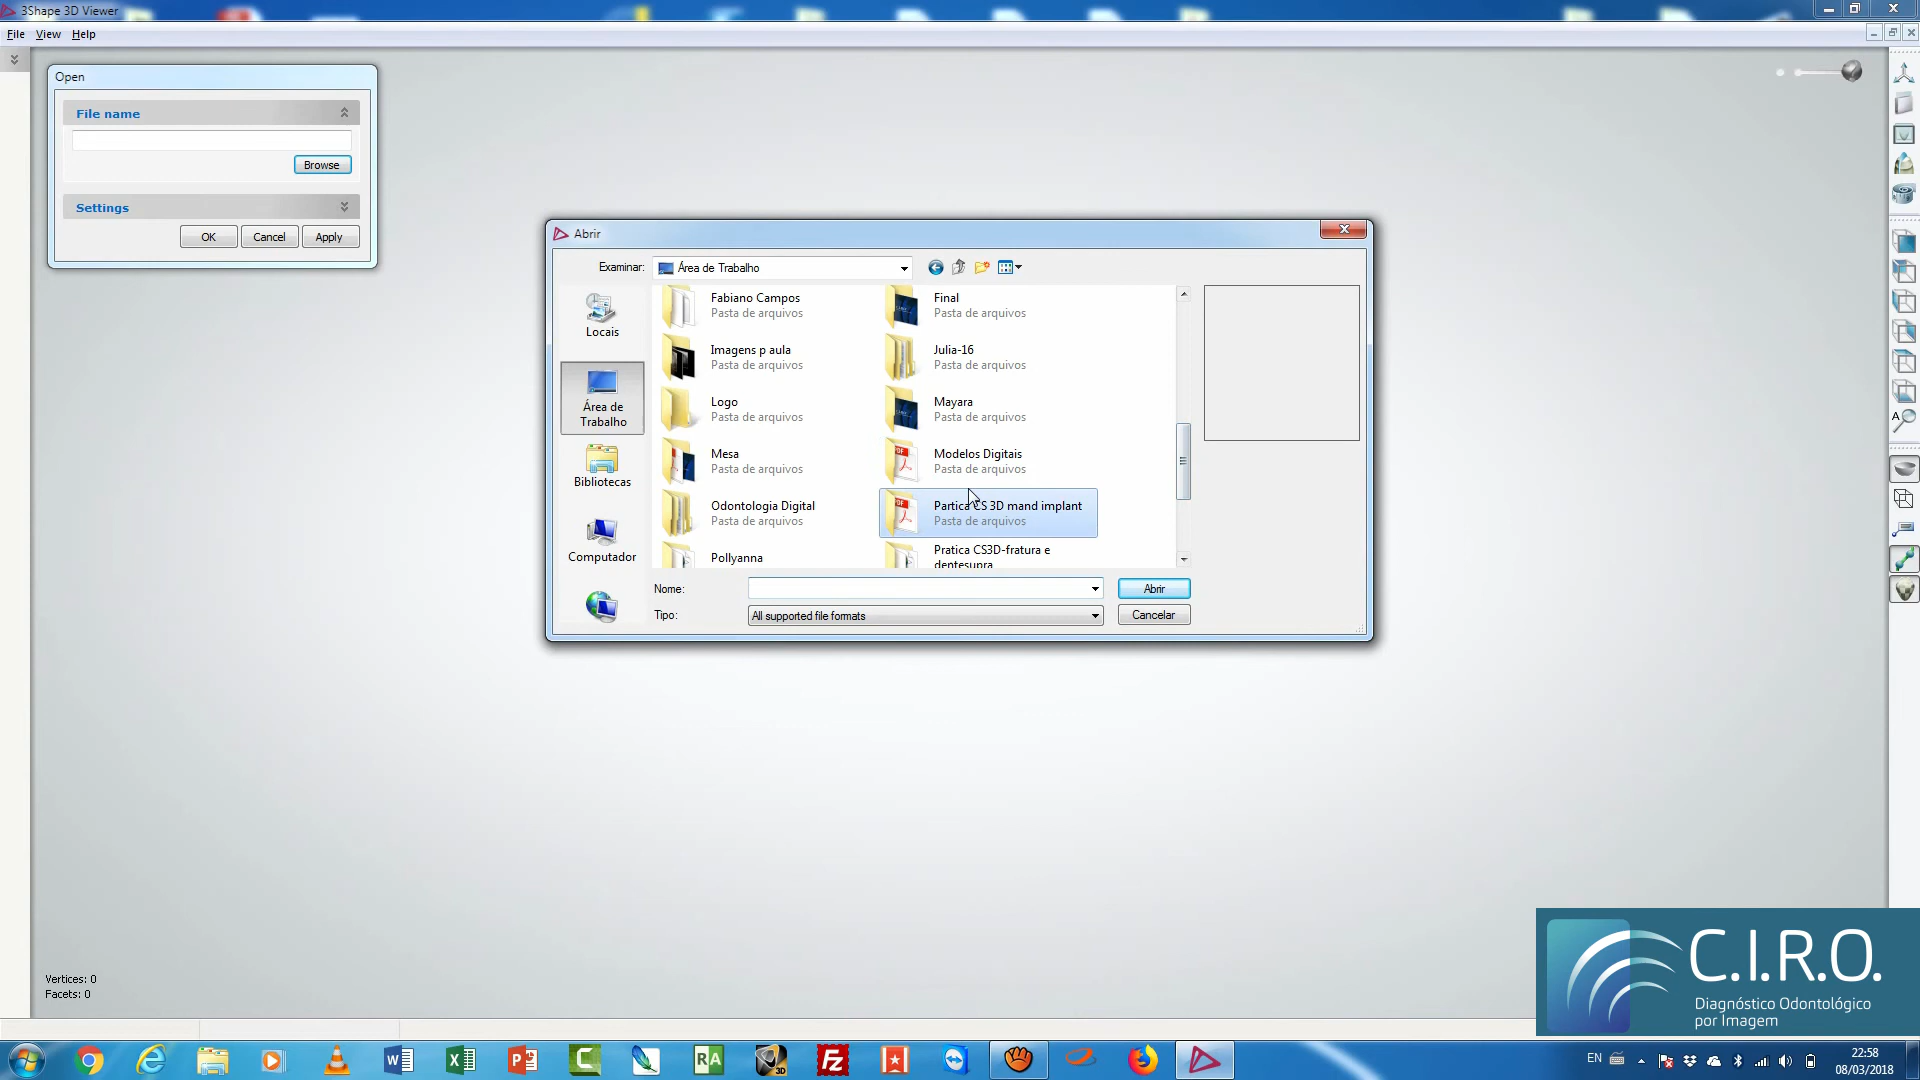 3Shape 3D Viewer
File View Help
Open
File name
Browse
Settings
OK Cancel Apply
Abrir
Examinar: Área de Trabalho
Locais
Área de
Trabalho
Bibliotecas
Computador
Fabiano Campos
Pasta de arquivos
Final
Pasta de arquivos
Imagens p aula
Pasta de arquivos
Julia-16
Pasta de arquivos
Logo
Pasta de arquivos
Mayara
Pasta de arquivos
Mesa
Pasta de arquivos
Modelos Digitais
Pasta de arquivos
Odontologia Digital
Pasta de arquivos
Partica CS 3D mand implant
Pasta de arquivos
Pollyanna
Pratica CS3D-fratura e
dentesupra
Nome: Abrir
Tipo: All supported file formats Cancelar
Vertices: 0
Facets: 0
C.I.R.O.
Diagnóstico Odontológico
por Imagem
EN
22:58
08/03/2018